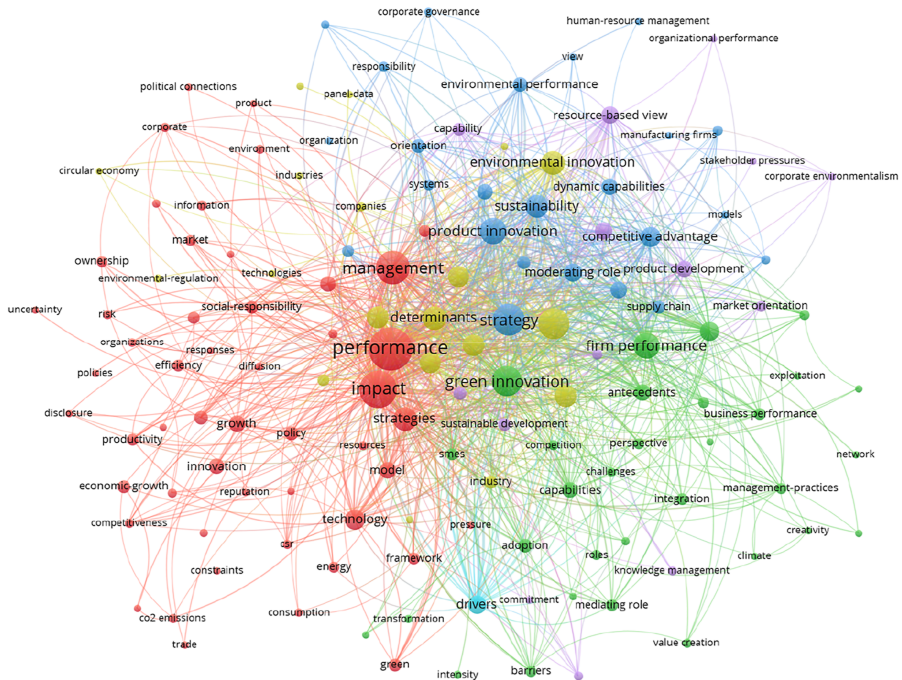 corporate governance
human-resource management
organizational performance
view
responsibility
environmental performance
political connections
panel-data
product
resource-based view
corporate
capability
manufacturing firms
organization
environment
orientation
environmental innovation
stakeholder pressures
circular economy
industries
corporate environmentalism
systems
dynamic capabilities
information
companies
sustainability
models
product innovation
competitive advantage
market
ownership
management
moderating role
product development
environmental-regulation
technologies
social-responsibility
supply chain
market orientation
uncertainty
risk
determinants
strategy
organizations
responses
performance
firm performance
efficiency
diffusion
policies
exploitation
impact
green innovation
antecedents
disclosure
growth
strategies
sustainable development
business performance
policy
productivity
resources
smes
competition
perspective
network
innovation
model
challenges
economic-growth
reputation
industry
capabilities
integration
management-practices
competitiveness
technology
pressure
creativity
csr
adoption
roles
climate
constraints
energy
framework
knowledge management
co2 emissions
consumption
transformation
drivers
commitment
mediating role
trade
value creation
green
intensity
barriers